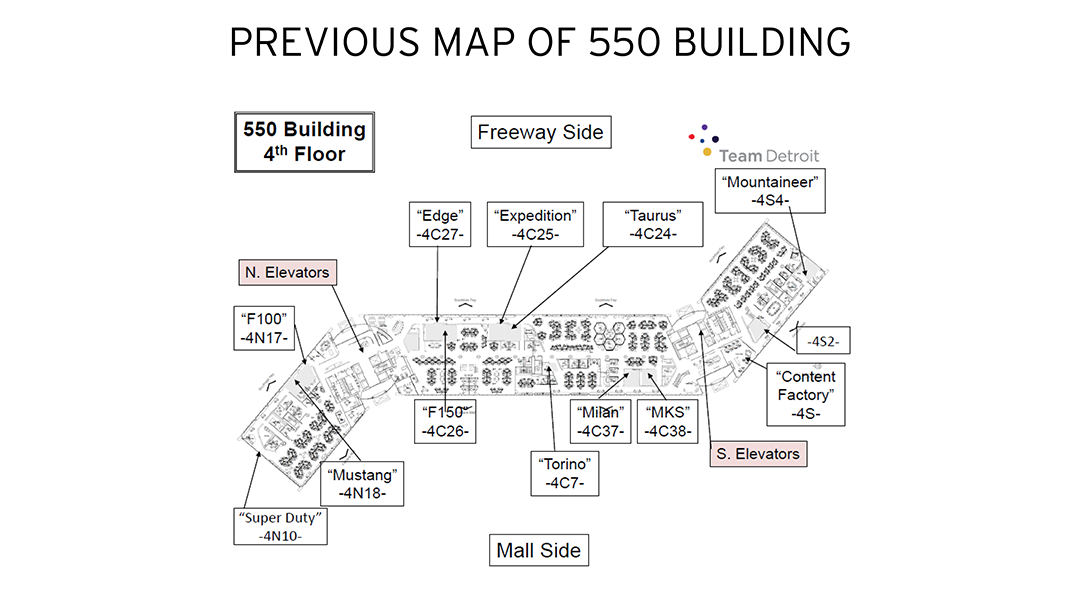 PREVIOUS MAP OF 550 BUILDING
550 Building
4th Floor
Freeway Side
Team Detroit
“Mountaineer”
-4S4-
“Edge”
-4C27-
“Expedition”
-4C25-
“Taurus”
-4C24-
N. Elevators
“F100”
-4N17-
-4S2-
“Content
Factory”
-4S-
“F150”
-4C26-
“Milan”
-4C37-
“MKS”
-4C38-
S. Elevators
“Torino”
-4C7-
“Mustang”
-4N18-
“Super Duty”
-4N10-
Mall Side